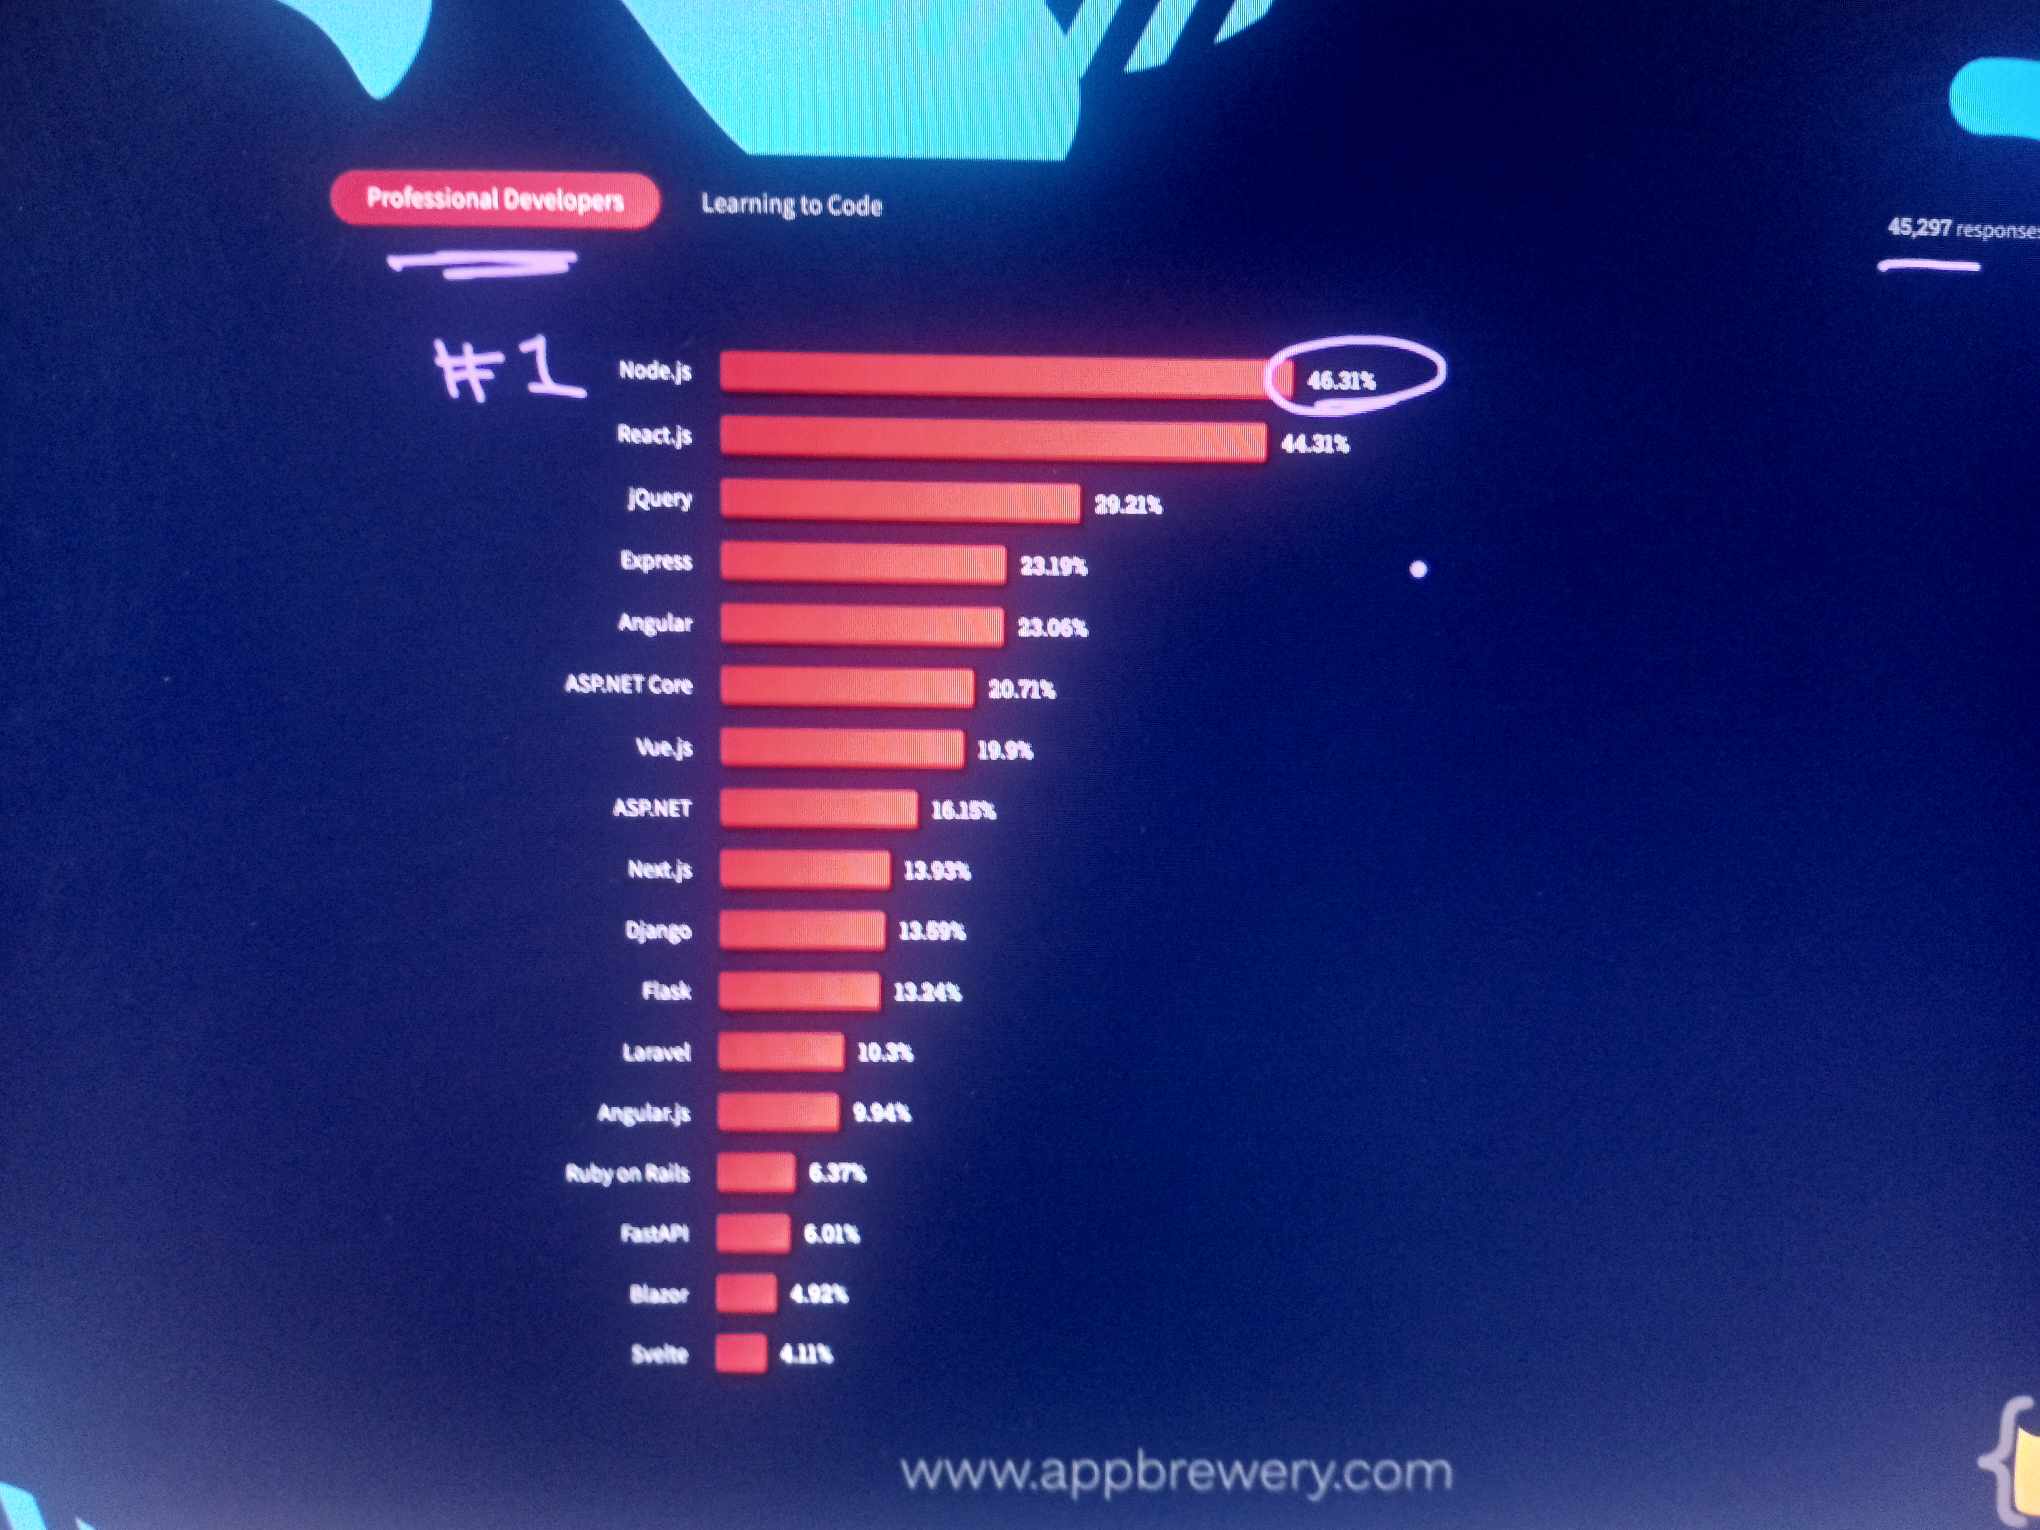 Professional Developers Learning to Code
45,297 responses
#1
Node.js 46.31%
React.js 44.31%
jQuery 29.21%
Express 23.19%
Angular 23.06%
ASP.NET Core 20.71%
Vue.js 19.9%
ASP.NET 16.15%
Next.js 13.93%
Django 13.59%
Flask 13.24%
Laravel 10.3%
Angular.js 9.94%
Ruby on Rails 6.37%
FastAPI 6.01%
Blazor 4.92%
Svelte 4.11%
www.appbrewery.com
{